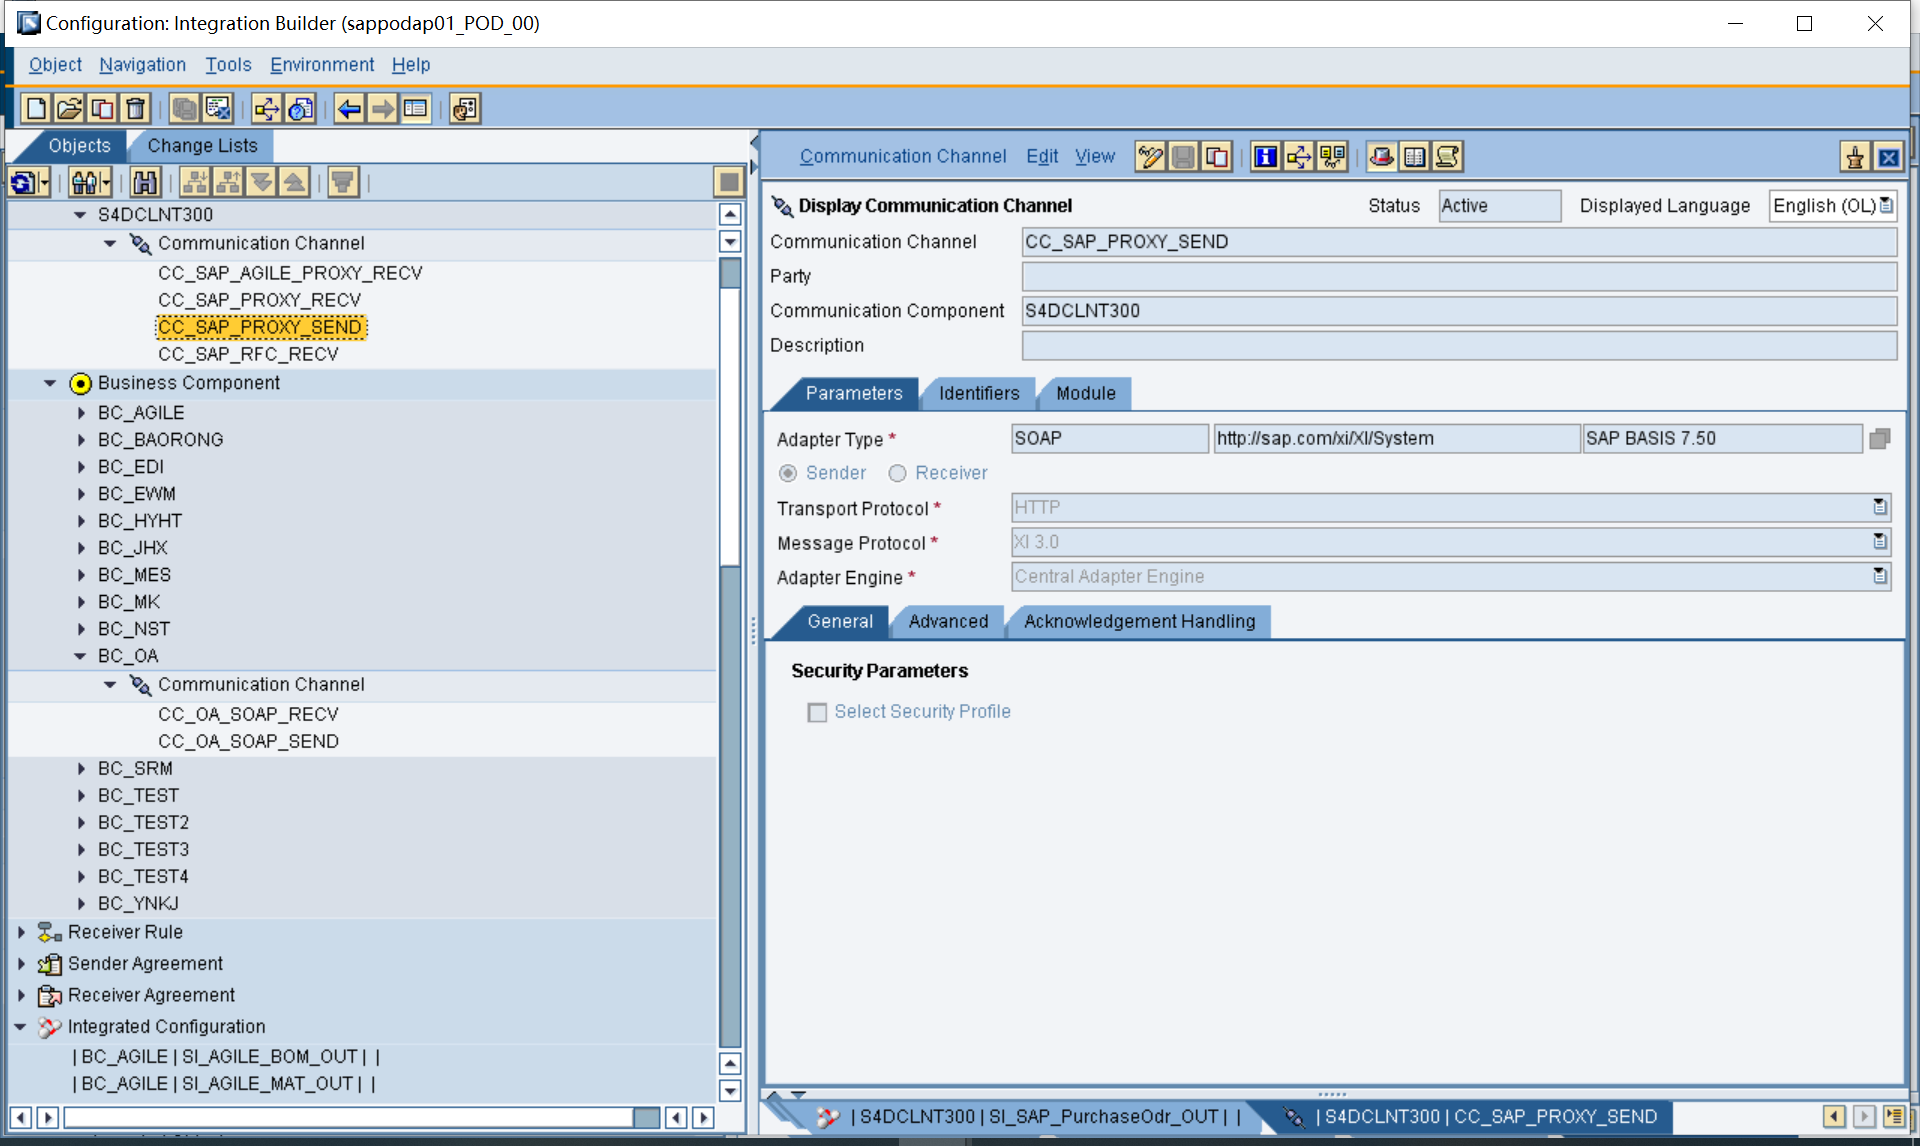 Configuration: Integration Builder (sappodap01_POD_00)
Object Navigation Tools Environment Help
Objects Change Lists
S4DCLNT300
Communication Channel
CC_SAP_AGILE_PROXY_RECV
CC_SAP_PROXY_RECV
CC_SAP_PROXY_SEND
CC_SAP_RFC_RECV
Business Component
BC_AGILE
BC_BAORONG
BC_EDI
BC_EWM
BC_HYHT
BC_JHX
BC_MES
BC_MK
BC_NST
BC_OA
Communication Channel
CC_OA_SOAP_RECV
CC_OA_SOAP_SEND
BC_SRM
BC_TEST
BC_TEST2
BC_TEST3
BC_TEST4
BC_YNKJ
Receiver Rule
Sender Agreement
Receiver Agreement
Integrated Configuration
| BC_AGILE | SI_AGILE_BOM_OUT | |
| BC_AGILE | SI_AGILE_MAT_OUT | |
Communication Channel Edit View
Display Communication Channel Status Active Displayed Language English (OL)
Communication Channel CC_SAP_PROXY_SEND
Party
Communication Component S4DCLNT300
Description
Parameters Identifiers Module
Adapter Type * SOAP http://sap.com/xi/XI/System SAP BASIS 7.50
Sender Receiver
Transport Protocol * HTTP
Message Protocol * XI 3.0
Adapter Engine * Central Adapter Engine
General Advanced Acknowledgement Handling
Security Parameters
Select Security Profile
| S4DCLNT300 | SI_SAP_PurchaseOdr_OUT | | | S4DCLNT300 | CC_SAP_PROXY_SEND